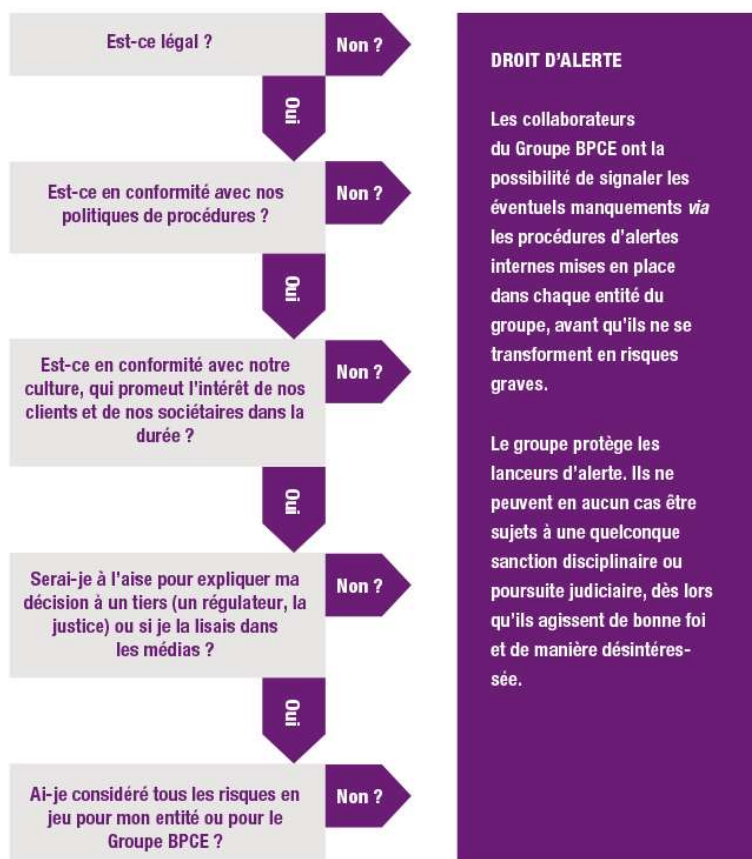 Est-ce légal ?
Non ?
Oui
Est-ce en conformité avec nos
politiques de procédures ?
Non ?
Oui
Est-ce en conformité avec notre
culture, qui promeut l'intérêt de nos
clients et de nos sociétaires dans la
durée ?
Non ?
Oui
Serai-je à l'aise pour expliquer ma
décision à un tiers (un régulateur, la
justice) ou si je la lisais dans
les médias ?
Non ?
Oui
Ai-je considéré tous les risques en
jeu pour mon entité ou pour le
Groupe BPCE ?
Non ?
DROIT D'ALERTE
Les collaborateurs
du Groupe BPCE ont la
possibilité de signaler les
éventuels manquements via
les procédures d'alertes
internes mises en place
dans chaque entité du
groupe, avant qu'ils ne se
transforment en risques
graves.
Le groupe protège les
lanceurs d'alerte. Ils ne
peuvent en aucun cas être
sujets à une quelconque
sanction disciplinaire ou
poursuite judiciaire, dès lors
qu'ils agissent de bonne foi
et de manière désintéres-
sée.